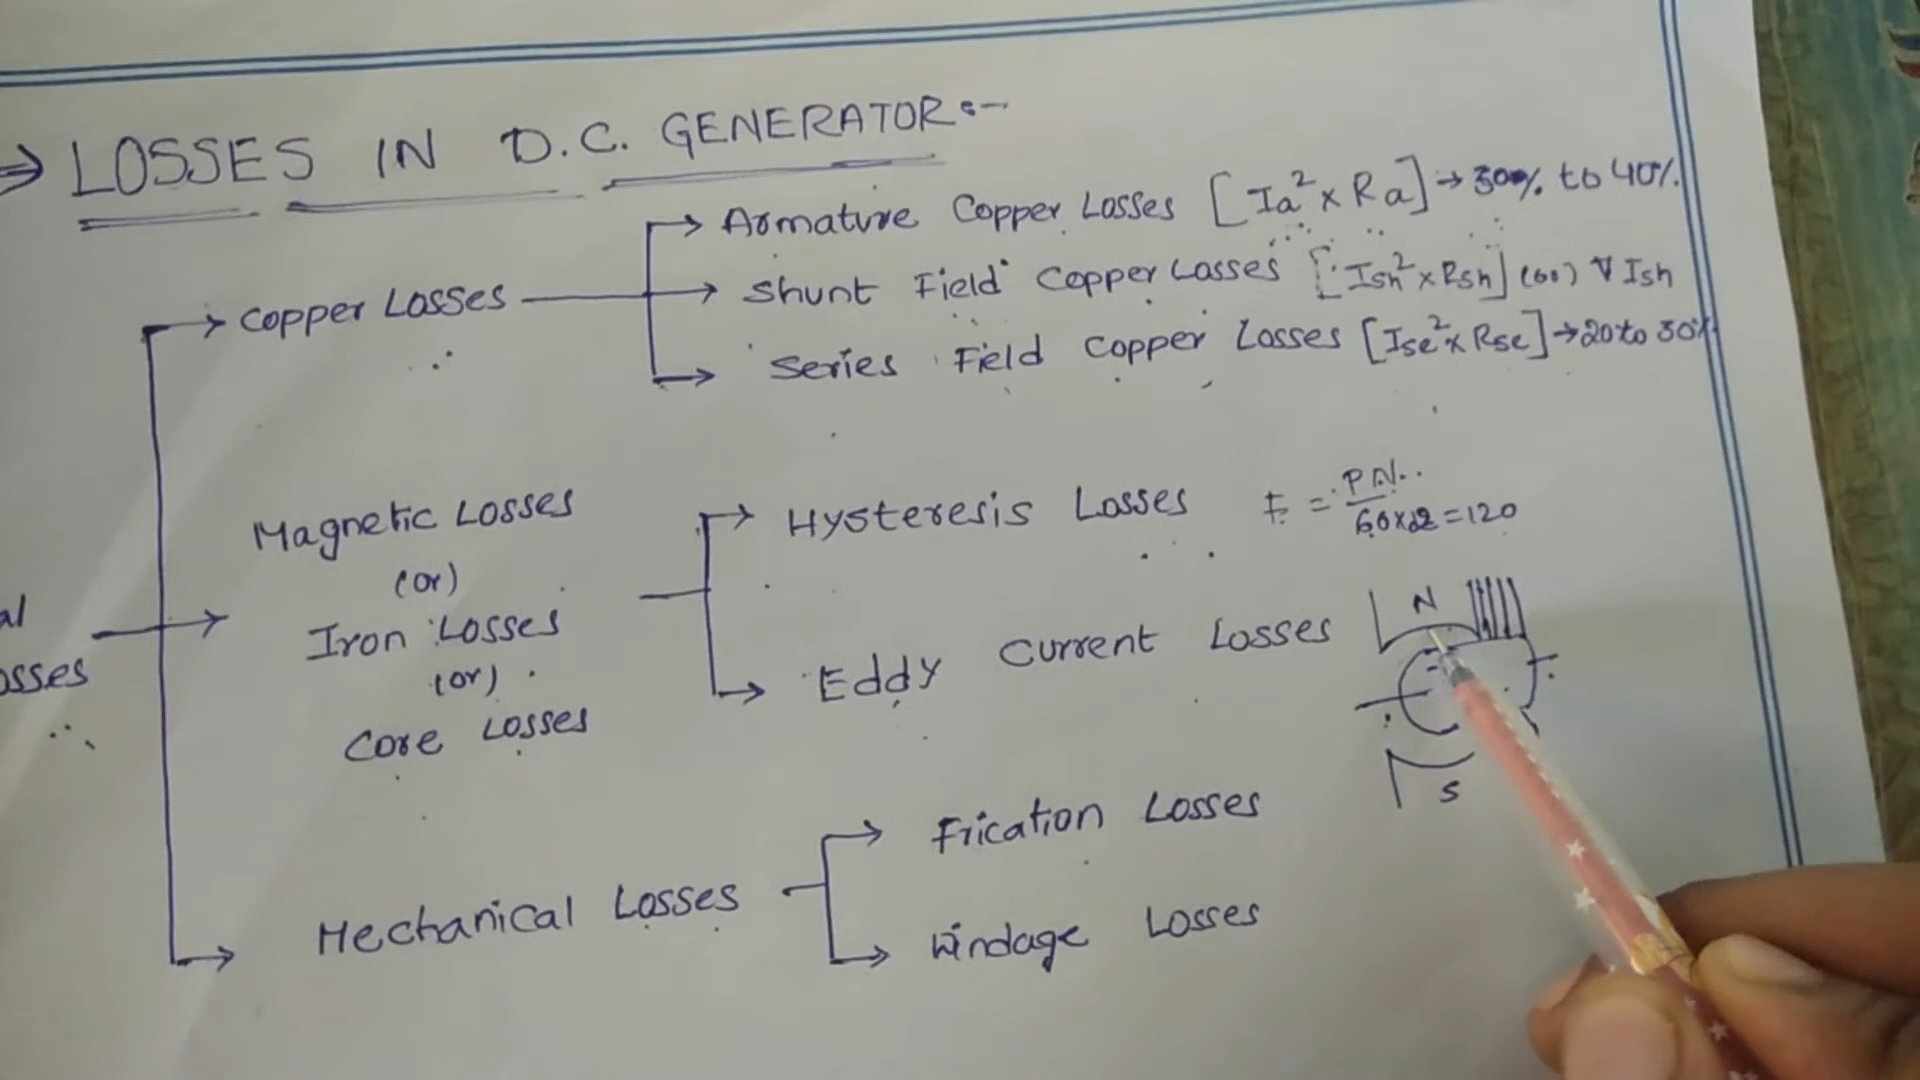 ⇒ LOSSES IN D.C. GENERATOR:-
→ Armature Copper Losses [Ia² × Ra] → 30% to 40%.
→ Copper Losses → Shunt Field Copper Losses [Ish² × Rsh] (or) V Ish
→ Series Field Copper Losses [Ise² × Rse] → 20 to 30%
Magnetic Losses
(or)
Iron Losses
(or)
Core Losses
→ Hysteresis Losses F = PN
60×2 = 120
→ Eddy Current Losses
N
S
al
osses
Mechanical Losses
→ Frication Losses
→ Windage Losses